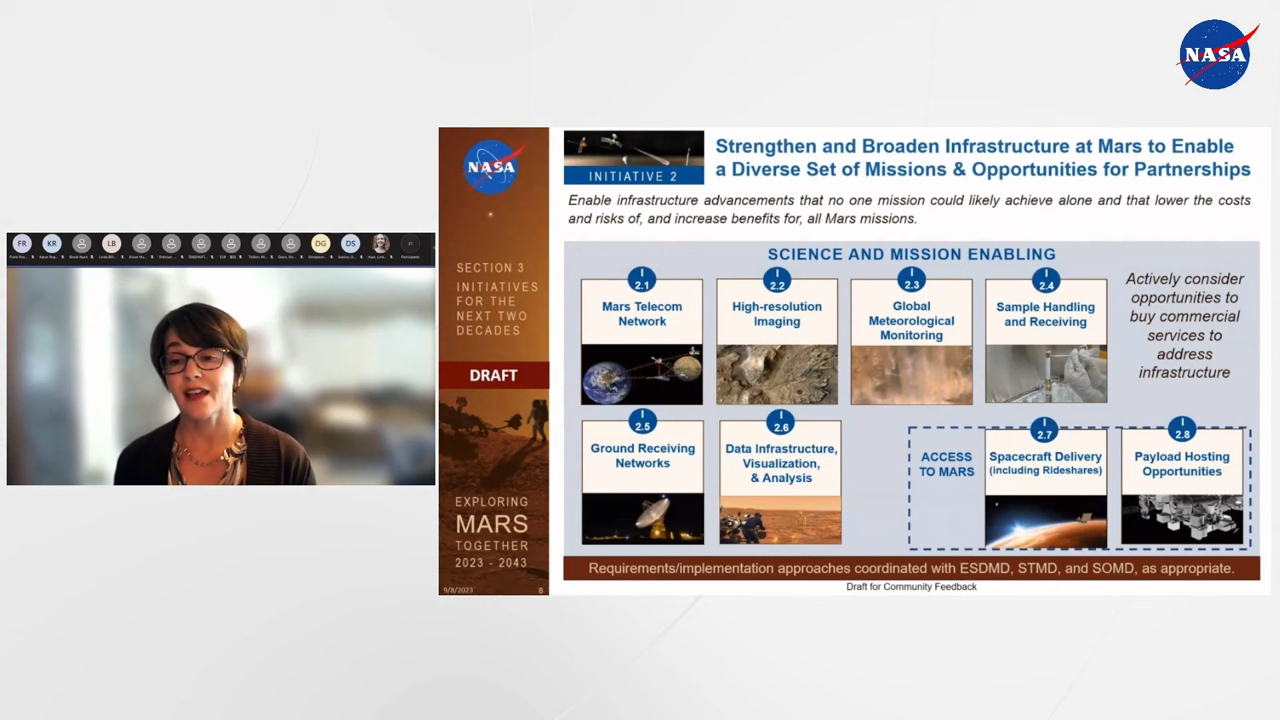 NASA
FR
KR
LB
DG
DS
NASA
INITIATIVE 2
Strengthen and Broaden Infrastructure at Mars to Enable
a Diverse Set of Missions & Opportunities for Partnerships
Enable infrastructure advancements that no one mission could likely achieve alone and that lower the costs
and risks of, and increase benefits for, all Mars missions.
SECTION 3
INITIATIVES
FOR THE
NEXT TWO
DECADES
DRAFT
EXPLORING
MARS
TOGETHER
2023 - 2043
9/8/2023
8
SCIENCE AND MISSION ENABLING
I
2.1
Mars Telecom
Network
I
2.2
High-resolution
Imaging
I
2.3
Global
Meteorological
Monitoring
I
2.4
Sample Handling
and Receiving
Actively consider
opportunities to
buy commercial
services to
address
infrastructure
I
2.5
Ground Receiving
Networks
I
2.6
Data Infrastructure,
Visualization,
& Analysis
ACCESS
TO MARS
I
2.7
Spacecraft Delivery
(including Rideshares)
I
2.8
Payload Hosting
Opportunities
Requirements/implementation approaches coordinated with ESDMD, STMD, and SOMD, as appropriate.
Draft for Community Feedback